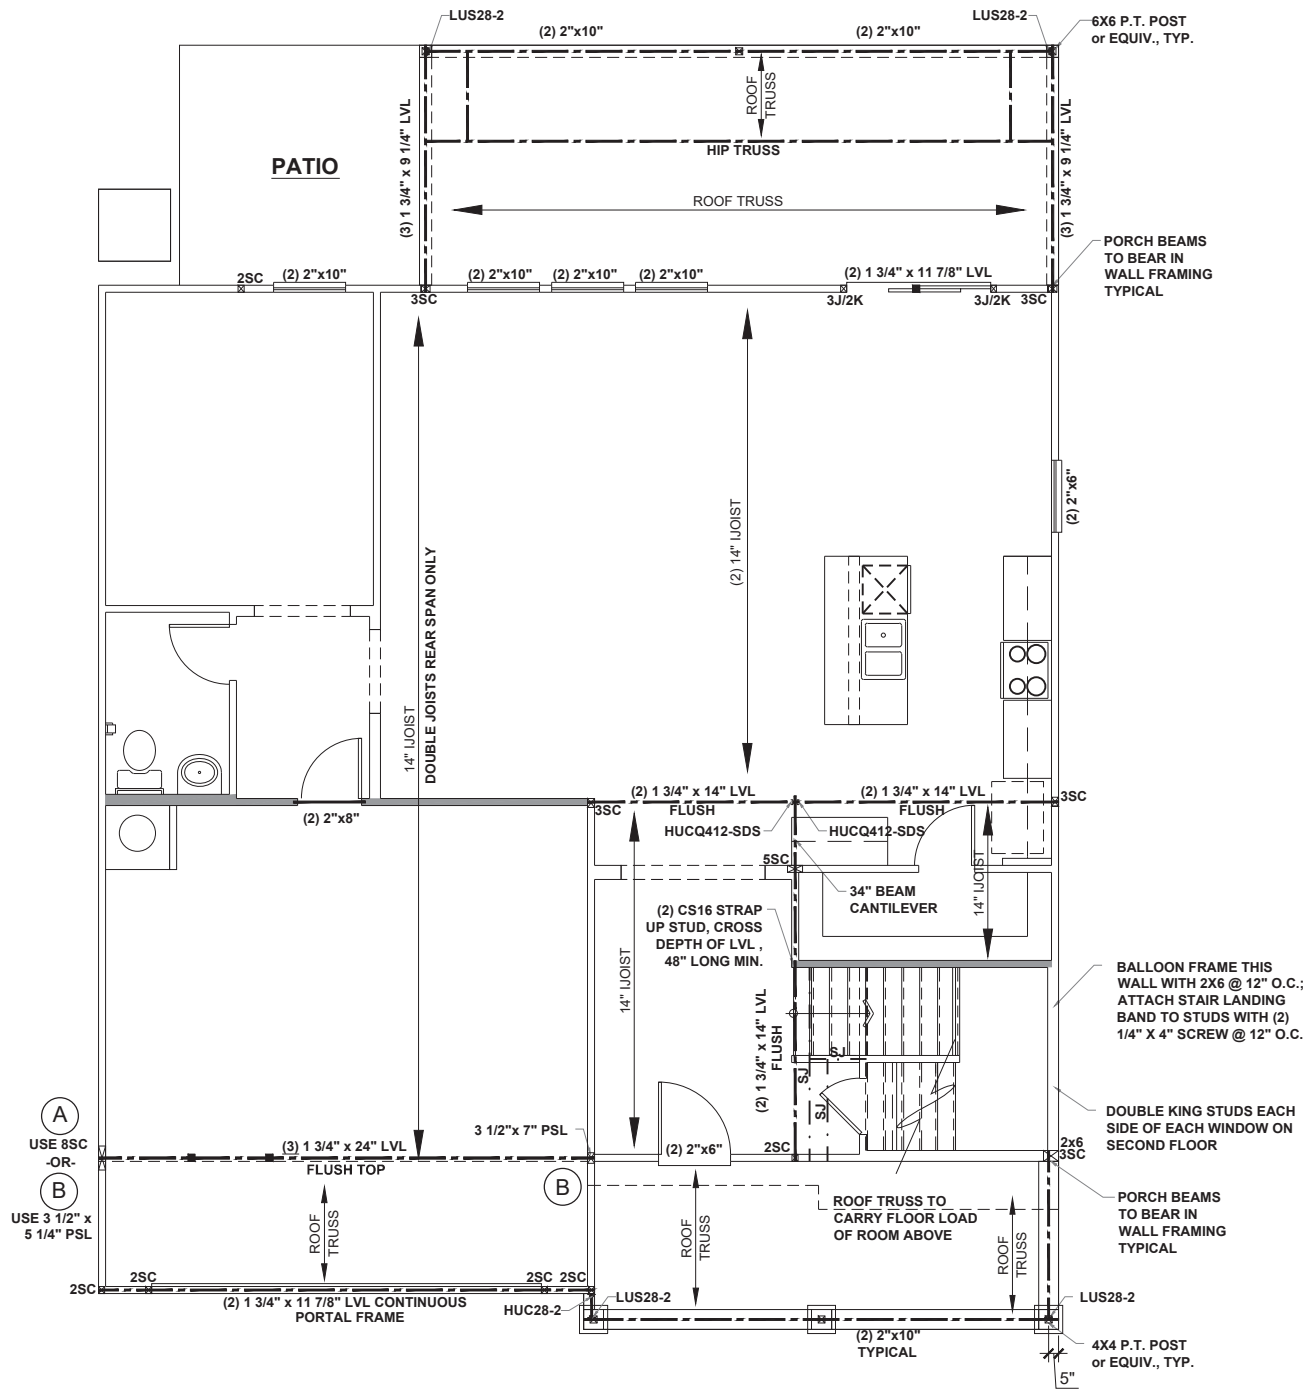 LUS28-2
(2) 2"x10"
(2) 2"x10"
LUS28-2
6X6 P.T. POST
or EQUIV., TYP.
ROOF
TRUSS
(3) 1 3/4" x 9 1/4" LVL
(3) 1 3/4" x 9 1/4" LVL
HIP TRUSS
PATIO
ROOF TRUSS
PORCH BEAMS
TO BEAR IN
WALL FRAMING
TYPICAL
2SC
(2) 2"x10"
3SC
(2) 2"x10"
(2) 2"x10"
(2) 2"x10"
(2) 1 3/4" x 11 7/8" LVL
3J/2K
3J/2K
3SC
(2) 2"x6"
(2) 14" IJOIST
14" IJOIST
DOUBLE JOISTS REAR SPAN ONLY
(2) 1 3/4" x 14" LVL
FLUSH
(2) 1 3/4" x 14" LVL
FLUSH
3SC
3SC
(2) 2"x8"
HUCQ412-SDS
HUCQ412-SDS
5SC
34" BEAM
CANTILEVER
14" IJOIST
(2) CS16 STRAP
UP STUD, CROSS
DEPTH OF LVL ,
48" LONG MIN.
14" IJOIST
BALLOON FRAME THIS
WALL WITH 2X6 @ 12" O.C.;
ATTACH STAIR LANDING
BAND TO STUDS WITH (2)
1/4" X 4" SCREW @ 12" O.C.
(2) 1 3/4" x 14" LVL
FLUSH
SJ
SJ
SJ
A
USE 8SC
-OR-
B
USE 3 1/2" x
5 1/4" PSL
DOUBLE KING STUDS EACH
SIDE OF EACH WINDOW ON
SECOND FLOOR
3 1/2"x 7" PSL
(3) 1 3/4" x 24" LVL
FLUSH TOP
(2) 2"x6"
2SC
2x6
3SC
B
ROOF TRUSS TO
CARRY FLOOR LOAD
OF ROOM ABOVE
PORCH BEAMS
TO BEAR IN
WALL FRAMING
TYPICAL
ROOF
TRUSS
ROOF
TRUSS
ROOF
TRUSS
2SC
2SC
2SC
2SC
(2) 1 3/4" x 11 7/8" LVL CONTINUOUS
PORTAL FRAME
HUC28-2
LUS28-2
LUS28-2
(2) 2"x10"
TYPICAL
4X4 P.T. POST
or EQUIV., TYP.
5"